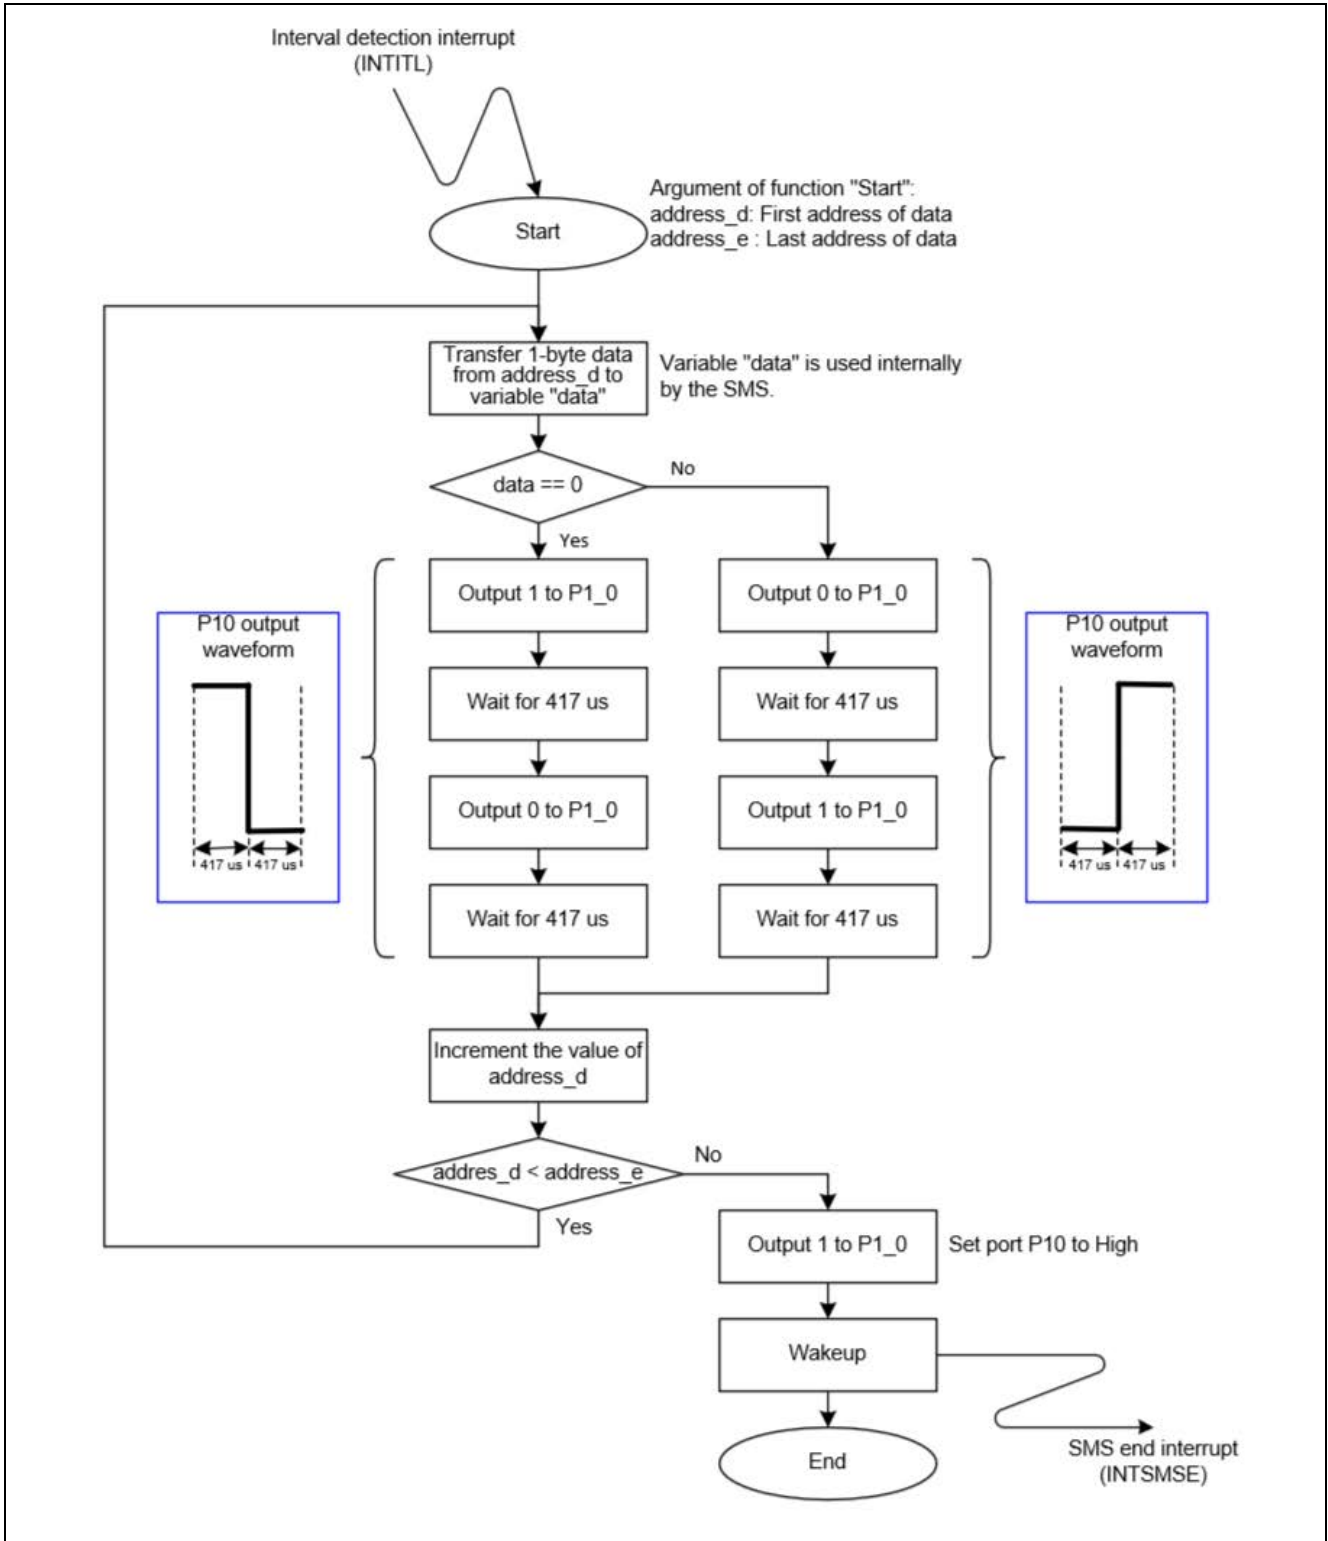 Interval detection interrupt
(INTITL)
Start
Argument of function "Start":
address_d: First address of data
address_e : Last address of data
Transfer 1-byte data
from address_d to
variable "data"
Variable "data" is used internally
by the SMS.
data == 0
No
Yes
Output 1 to P1_0
Output 0 to P1_0
P10 output
waveform
417 us
417 us
P10 output
waveform
417 us
417 us
Wait for 417 us
Wait for 417 us
Output 0 to P1_0
Output 1 to P1_0
Wait for 417 us
Wait for 417 us
Increment the value of
address_d
addres_d < address_e
No
Yes
Output 1 to P1_0
Set port P10 to High
Wakeup
End
SMS end interrupt
(INTSMSE)